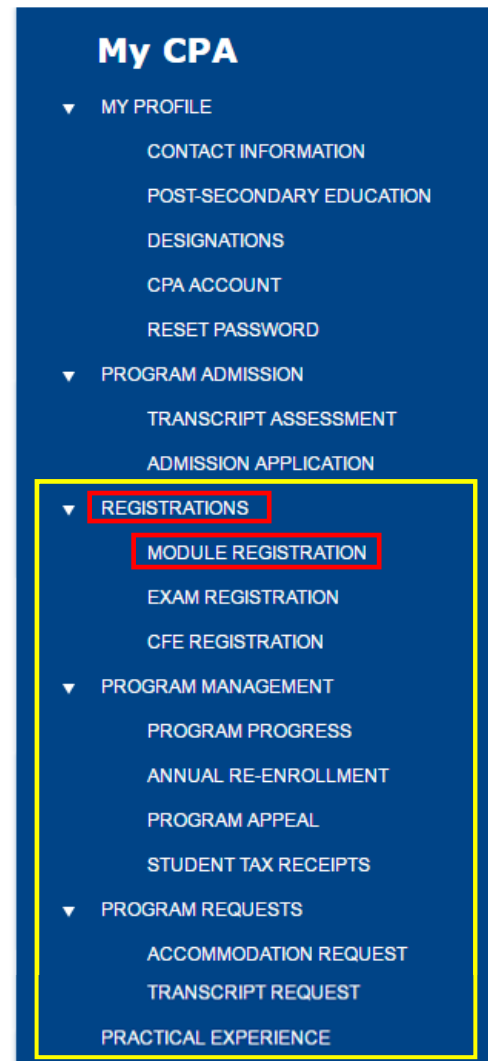 My CPA
MY PROFILE
CONTACT INFORMATION
POST-SECONDARY EDUCATION
DESIGNATIONS
CPA ACCOUNT
RESET PASSWORD
PROGRAM ADMISSION
TRANSCRIPT ASSESSMENT
ADMISSION APPLICATION
REGISTRATIONS
MODULE REGISTRATION
EXAM REGISTRATION
CFE REGISTRATION
PROGRAM MANAGEMENT
PROGRAM PROGRESS
ANNUAL RE-ENROLLMENT
PROGRAM APPEAL
STUDENT TAX RECEIPTS
PROGRAM REQUESTS
ACCOMMODATION REQUEST
TRANSCRIPT REQUEST
PRACTICAL EXPERIENCE